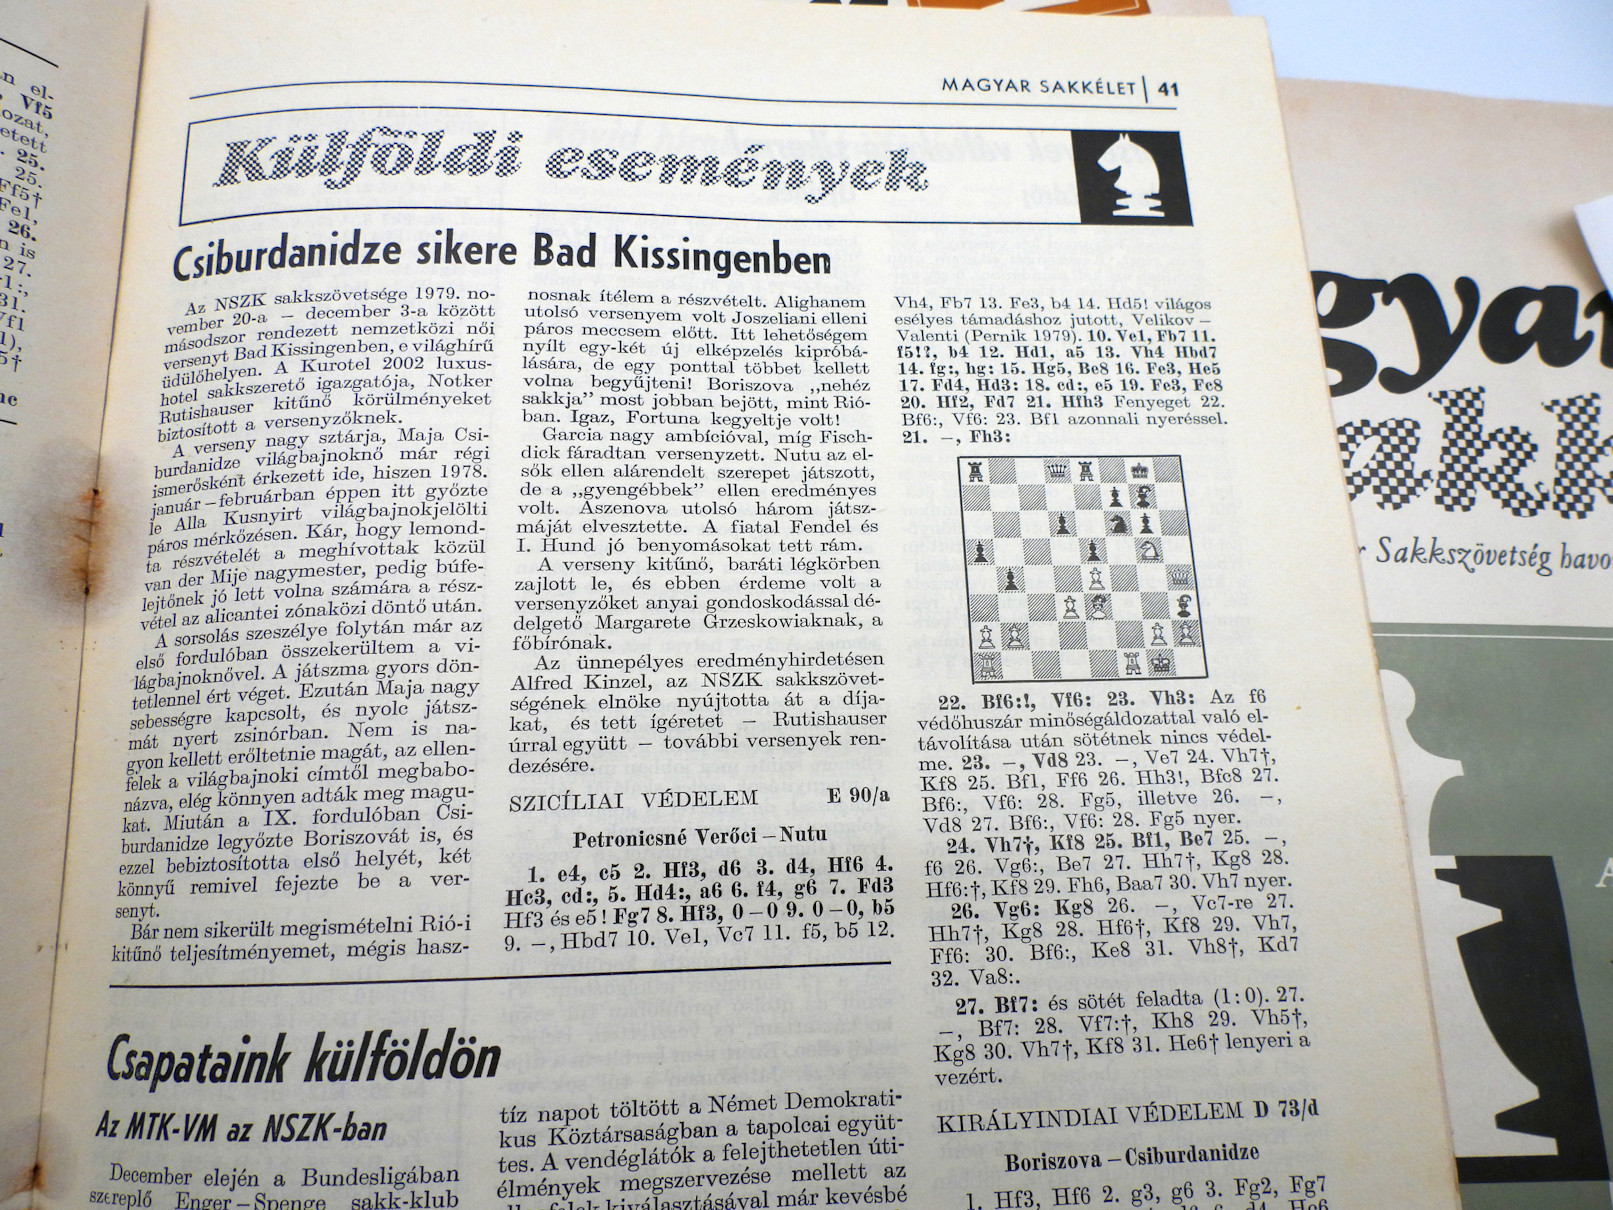 MAGYAR SAKKÉLET | 41
Külföldi események
Csiburdanidze sikere Bad Kissingenben
Az NSZK sakkszövetsége 1979. no-
vember 20-a – december 3-a között
másodszor rendezett nemzetközi női
versenyt Bad Kissingenben, e világhírű
üdülőhelyen. A Kurotel 2002 luxus-
hotel sakkszerető igazgatója, Notker
Rutishauser kitűnő körülményeket
biztosított a versenyzőknek.
A verseny nagy sztárja, Maja Csi-
burdanidze világbajnoknő már régi
ismerősként érkezett ide, hiszen 1978.
január – februárban éppen itt győzte
le Alla Kusnyirt világbajnokjelölti
páros mérkőzésen. Kár, hogy lemond-
ta részvételét a meghívottak közül
van der Mije nagymester, pedig búfe-
lejtőnek jó lett volna számára a rész-
vétel az alicantei zónaközi döntő után.
A sorsolás szeszélye folytán már az
első fordulóban összekerültem a vi-
lágbajnoknővel. A játszma gyors dön-
tetlennel ért véget. Ezután Maja nagy
sebességre kapcsolt, és nyolc játsz-
mát nyert zsinórban. Nem is na-
gyon kellett erőltetnie magát, az ellen-
felek a világbajnoki címtől megbabo-
názva, elég könnyen adták meg magu-
kat. Miután a IX. fordulóban Csi-
burdanidze legyőzte Boriszovát is, és
ezzel bebiztosította első helyét, két
könnyű remivel fejezte be a ver-
senyt.
Bár nem sikerült megismételni Rió-i
kitűnő teljesítményemet, mégis hasz-
nosnak ítélem a részvételt. Alighanem
utolsó versenyem volt Joszeliani elleni
páros meccsem előtt. Itt lehetőségem
nyílt egy-két új elképzelés kipróbá-
lására, de egy ponttal többet kellett
volna begyűjteni! Boriszova „nehéz
sakkja” most jobban bejött, mint Rió-
ban. Igaz, Fortuna kegyeltje volt!
Garcia nagy ambícióval, míg Fisch-
dick fáradtan versenyzett. Nutu az el-
sők ellen alárendelt szerepet játszott,
de a „gyengébbek” ellen eredményes
volt. Aszenova utolsó három játsz-
máját elvesztette. A fiatal Fendel és
I. Hund jó benyomásokat tett rám.
A verseny kitűnő, baráti légkörben
zajlott le, és ebben érdeme volt a
versenyzőket anyai gondoskodással dé-
delgető Margarete Grzeskowiaknak, a
főbírónak.
Az ünnepélyes eredményhirdetésen
Alfred Kinzel, az NSZK sakkszövet-
ségének elnöke nyújtotta át a díja-
kat, és tett ígéretet – Rutishauser
úrral együtt – további versenyek ren-
dezésére.
SZICÍLIAI VÉDELEM E 90/a
Petronicsné Verőci – Nutu
1. e4, c5 2. Hf3, d6 3. d4, Hf6 4.
Hc3, cd:, 5. Hd4:, a6 6. f4, g6 7. Fd3
Hf3 és e5! Fg7 8. Hf3, 0 – 0 9. 0 – 0, b5
9. –, Hbd7 10. Ve1, Vc7 11. f5, b5 12.
Vh4, Fb7 13. Fe3, b4 14. Hd5! világos
esélyes támadáshoz jutott, Velikov –
Valenti (Pernik 1979). 10. Ve1, Fb7 11.
f5!?, b4 12. Hd1, a5 13. Vh4 Hbd7
14. fg:, hg: 15. Hg5, Be8 16. Fe3, He5
17. Fd4, Hd3: 18. cd:, e5 19. Fe3, Fc8
20. Hf2, Fd7 21. Hfh3 Fenyeget 22.
Bf6:, Vf6: 23. Bf1 azonnali nyeréssel.
21. –, Fh3:
22. Bf6:!, Vf6: 23. Vh3: Az f6
védőhuszár minőségáldozattal való el-
távolítása után sötétnek nincs védel-
me. 23. –, Vd8 23. –, Ve7 24. Vh7†,
Kf8 25. Bf1, Ff6 26. Hh3!, Bfc8 27.
Bf6:, Vf6: 28. Fg5, illetve 26. –,
Vd8 27. Bf6:, Vf6: 28. Fg5 nyer.
24. Vh7†, Kf8 25. Bf1, Be7 25. –,
f6 26. Vg6:, Be7 27. Hh7†, Kg8 28.
Hf6:†, Kf8 29. Fh6, Baa7 30. Vh7 nyer.
26. Vg6: Kg8 26. –, Vc7-re 27.
Hh7†, Kg8 28. Hf6†, Kf8 29. Vh7,
Ff6: 30. Bf6:, Ke8 31. Vh8†, Kd7
32. Va8:.
27. Bf7: és sötét feladta (1:0). 27.
–, Bf7: 28. Vf7:†, Kh8 29. Vh5†,
Kg8 30. Vh7†, Kf8 31. He6† lenyeri a
vezért.
KIRÁLYINDIAI VÉDELEM D 73/d
Boriszova – Csiburdanidze
1. Hf3, Hf6 2. g3, g6 3. Fg2, Fg7
Csapataink külföldön
Az MTK-VM az NSZK-ban
December elején a Bundesligában
szereplő Enger – Spenge sakk-klub
tíz napot töltött a Német Demokrati-
kus Köztársaságban a tapolcai együt-
tes. A vendéglátók a felejthetetlen úti-
élmények megszervezése mellett az
kiválasztásával már kevésbé
Sakkszövetség havo